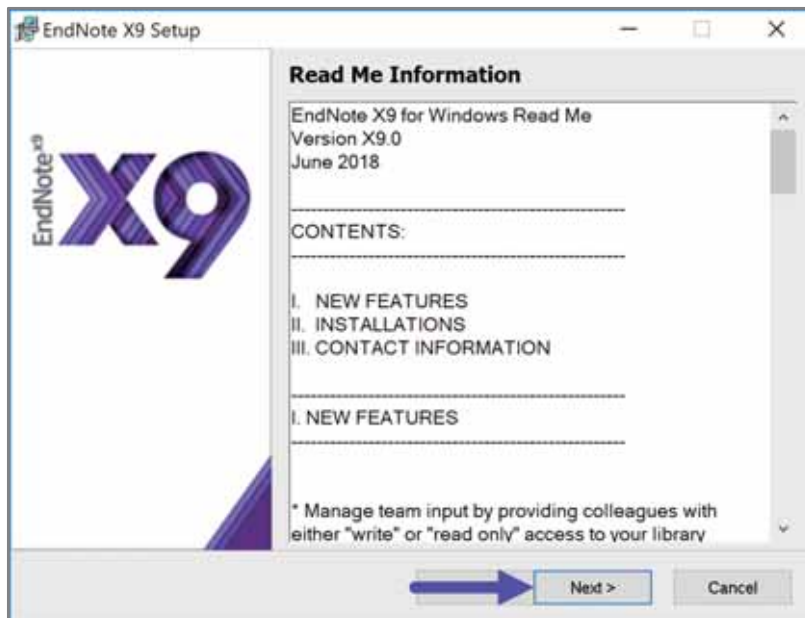 EndNote X9 Setup
EndNote x9
X9
Read Me Information
EndNote X9 for Windows Read Me
Version X9.0
June 2018
------------------------------------------------------------
CONTENTS:
------------------------------------------------------------
I. NEW FEATURES
II. INSTALLATIONS
III. CONTACT INFORMATION
------------------------------------------------------------
I. NEW FEATURES
------------------------------------------------------------
* Manage team input by providing colleagues with
either "write" or "read only" access to your library
Next >
Cancel